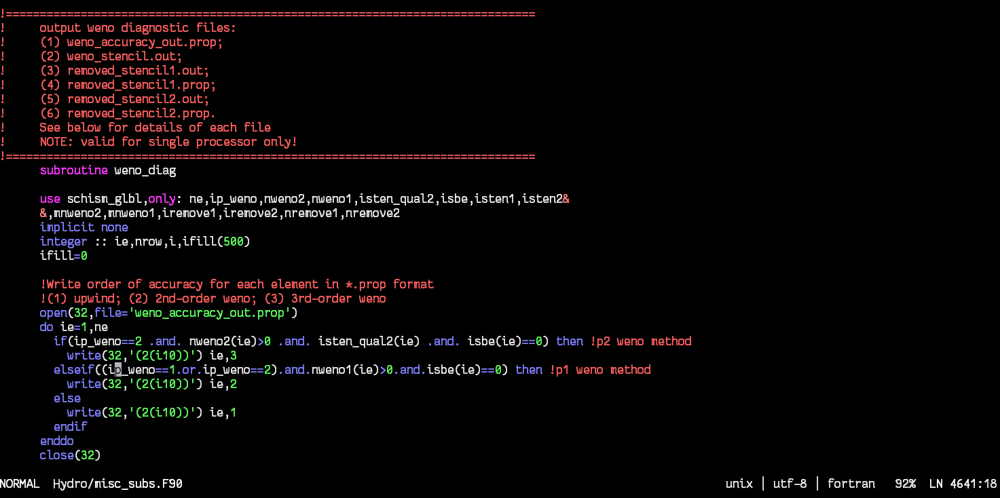 !==============================================================================
!     output weno diagnostic files:
!     (1) weno_accuracy_out.prop;
!     (2) weno_stencil.out;
!     (3) removed_stencil1.out;
!     (4) removed_stencil1.prop;
!     (5) removed_stencil2.out;
!     (6) removed_stencil2.prop.
!     See below for details of each file
!     NOTE: valid for single processor only!
!==============================================================================
      subroutine weno_diag
      use schism_glbl,only: ne,ip_weno,nweno2,nweno1,isten_qual2,isbe,isten1,isten2&
      &,mnweno2,mnweno1,iremove1,iremove2,nremove1,nremove2
      implicit none
      integer :: ie,nrow,i,ifill(500)
      ifill=0
      !Write order of accuracy for each element in *.prop format
      !(1) upwind; (2) 2nd-order weno; (3) 3rd-order weno
      open(32,file='weno_accuracy_out.prop')
      do ie=1,ne
        if(ip_weno==2 .and. nweno2(ie)>0 .and. isten_qual2(ie) .and. isbe(ie)==0) then !p2 weno method
          write(32,'(2(i10))') ie,3
        elseif((ip_weno==1.or.ip_weno==2).and.nweno1(ie)>0.and.isbe(ie)==0) then !p1 weno method
          write(32,'(2(i10))') ie,2
        else
          write(32,'(2(i10))') ie,1
        endif
      enddo
      close(32)
NORMAL  Hydro/misc_subs.F90 unix | utf-8 | fortran  92%  LN 4641:18